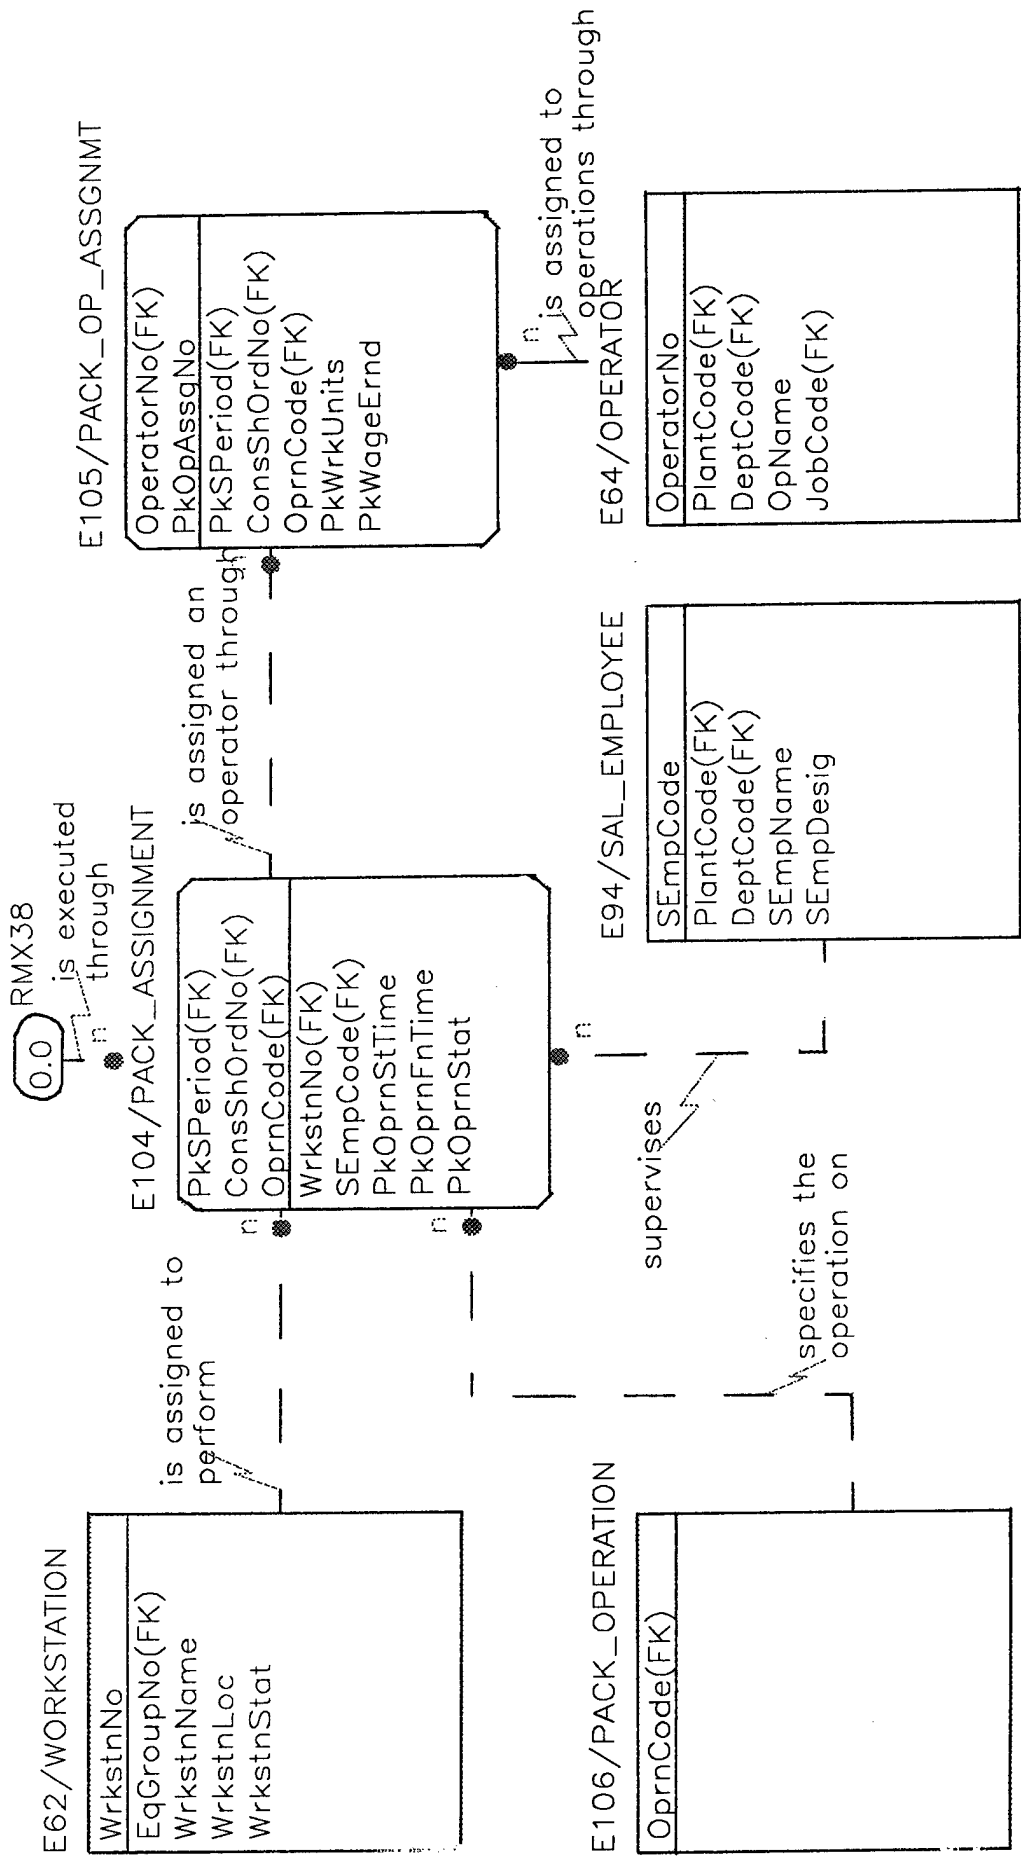 RMX38
0.0
is executed
through
n
E62/WORKSTATION
WrkstnNo
EqGroupNo(FK)
WrkstnName
WrkstnLoc
WrkstnStat
is assigned to
perform
n
E104/PACK_ASSIGNMENT
PkSPeriod(FK)
ConsShOrdNo(FK)
OprnCode(FK)
WrkstnNo(FK)
SEmpCode(FK)
PkOprnStTime
PkOprnFnTime
PkOprnStat
n
n
is assigned an
operator through
n
E105/PACK_OP_ASSGNMT
OperatorNo(FK)
PkOpAssgNo
PkSPeriod(FK)
ConsShOrdNo(FK)
OprnCode(FK)
PkWrkUnits
PkWageErnd
n
is assigned to
operations through
E106/PACK_OPERATION
OprnCode(FK)
specifies the
operation on
supervises
E94/SAL_EMPLOYEE
SEmpCode
PlantCode(FK)
DeptCode(FK)
SEmpName
SEmpDesig
E64/OPERATOR
OperatorNo
PlantCode(FK)
DeptCode(FK)
OpName
JobCode(FK)